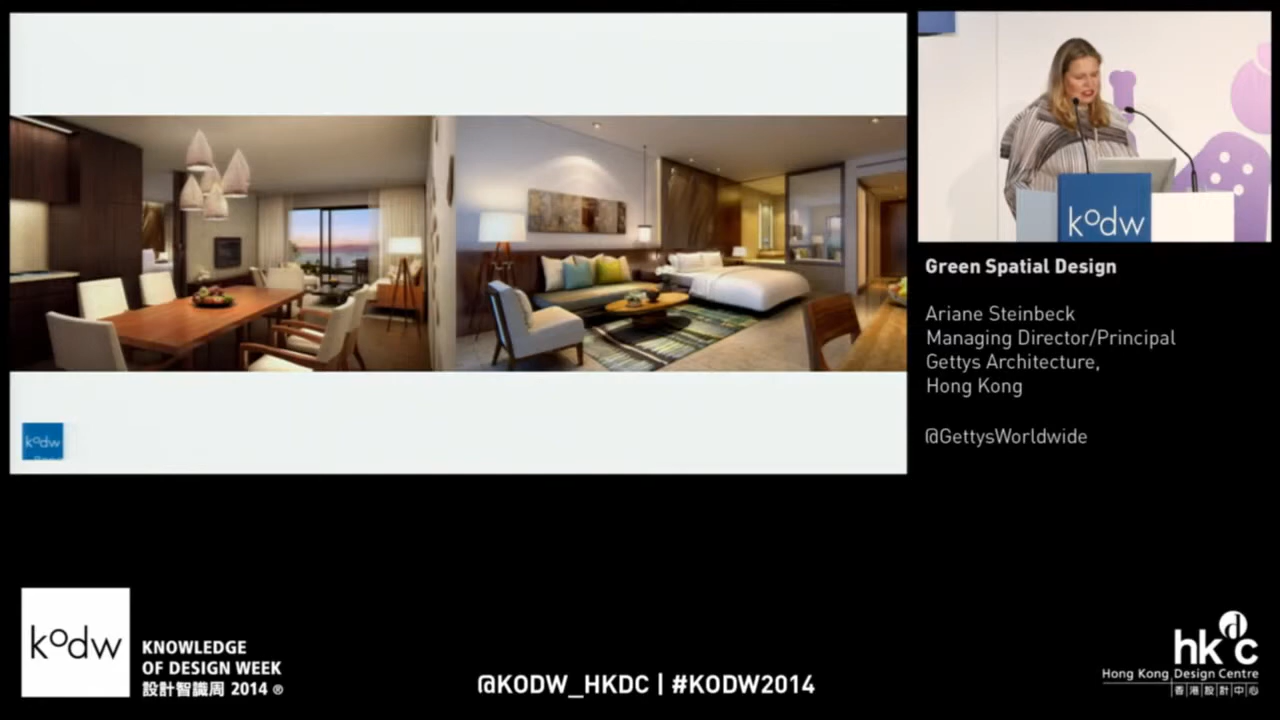 kodw
Green Spatial Design
Ariane Steinbeck
Managing Director/Principal
Gettys Architecture,
Hong Kong
@GettysWorldwide
kodw
kodw
KNOWLEDGE
OF DESIGN WEEK
設計智識周 2014 ®
@KODW_HKDC | #KODW2014
hkdc
Hong Kong Design Centre
香港設計中心